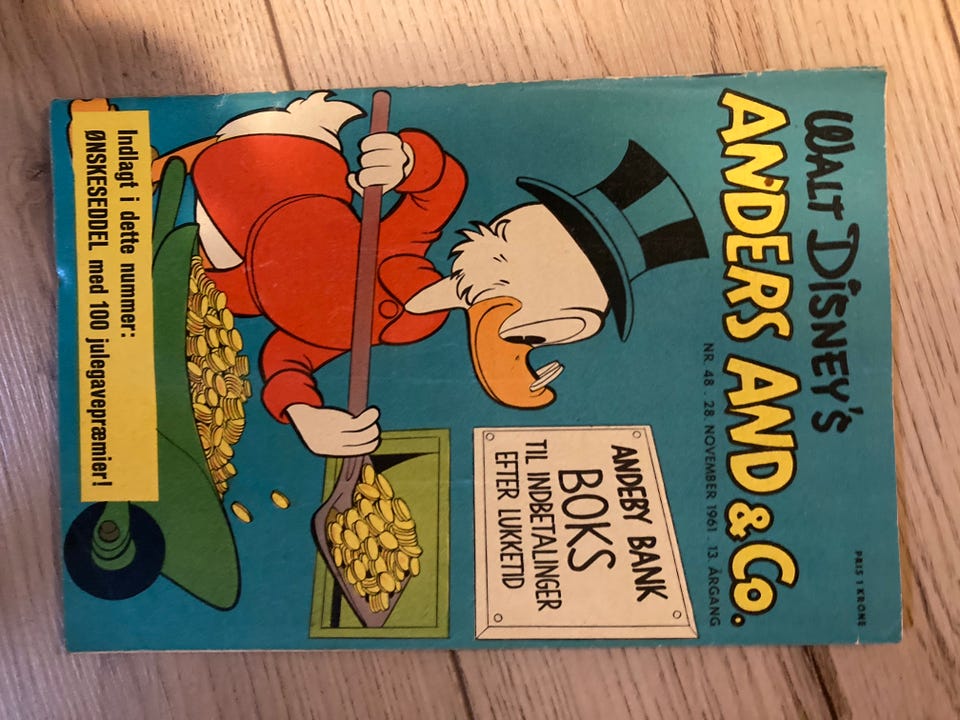 WALT DISNEY'S
ANDERS AND & Co.
PRIS 1 KRONE
NR. 48 . 28. NOVEMBER 1961 . 13. ÅRGANG
ANDEBY BANK
BOKS
TIL INDBETALINGER
EFTER LUKKETID
Indlagt i dette nummer:
ØNSKESEDDEL med 100 julegavepræmier!